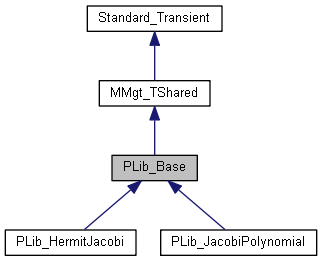 Standard_Transient
MMgt_TShared
PLib_Base
PLib_HermitJacobi
PLib_JacobiPolynomial